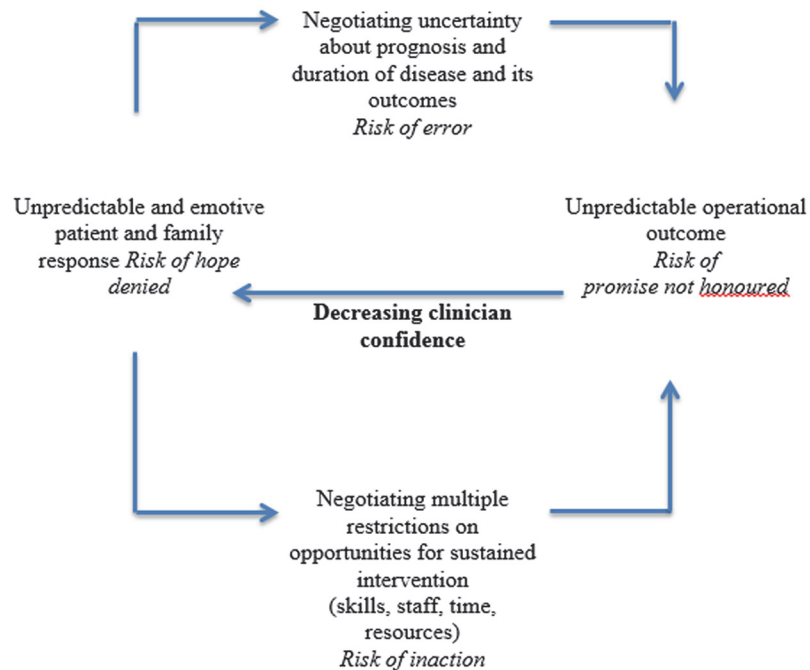 Negotiating uncertainty
about prognosis and
duration of disease and its
outcomes
Risk of error
Unpredictable and emotive
patient and family
response Risk of hope
denied
Unpredictable operational
outcome
Risk of
promise not honoured
Decreasing clinician
confidence
Negotiating multiple
restrictions on
opportunities for sustained
intervention
(skills, staff, time,
resources)
Risk of inaction